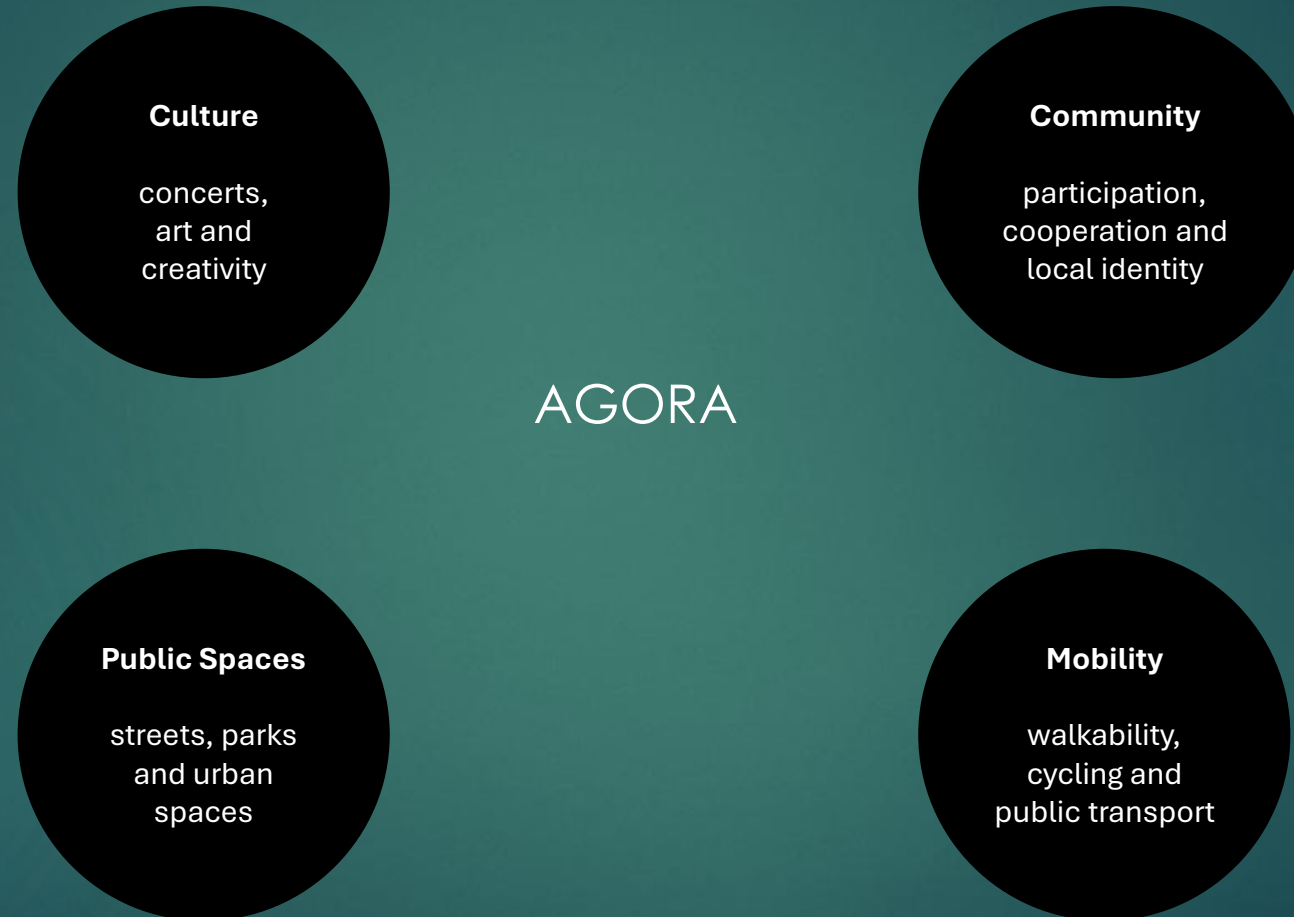 Culture
concerts,
art and
creativity
Community
participation,
cooperation and
local identity
AGORA
Public Spaces
streets, parks
and urban
spaces
Mobility
walkability,
cycling and
public transport